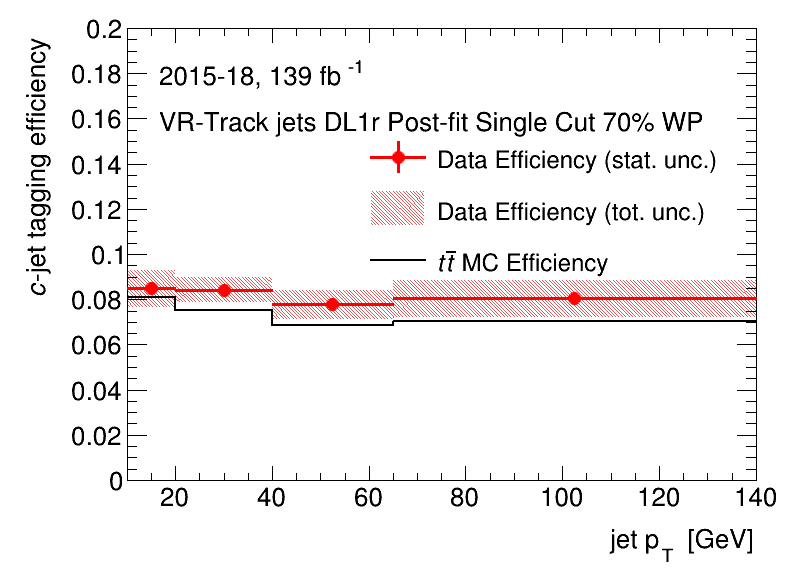 0.2
0.18
0.16
0.14
0.12
0.1
0.08
0.06
0.04
0.02
0
c-jet tagging efficiency
2015-18, 139 fb⁻¹
VR-Track jets DL1r Post-fit Single Cut 70% WP
Data Efficiency (stat. unc.)
Data Efficiency (tot. unc.)
tt̄ MC Efficiency
20 40 60 80 100 120 140
jet p_T [GeV]